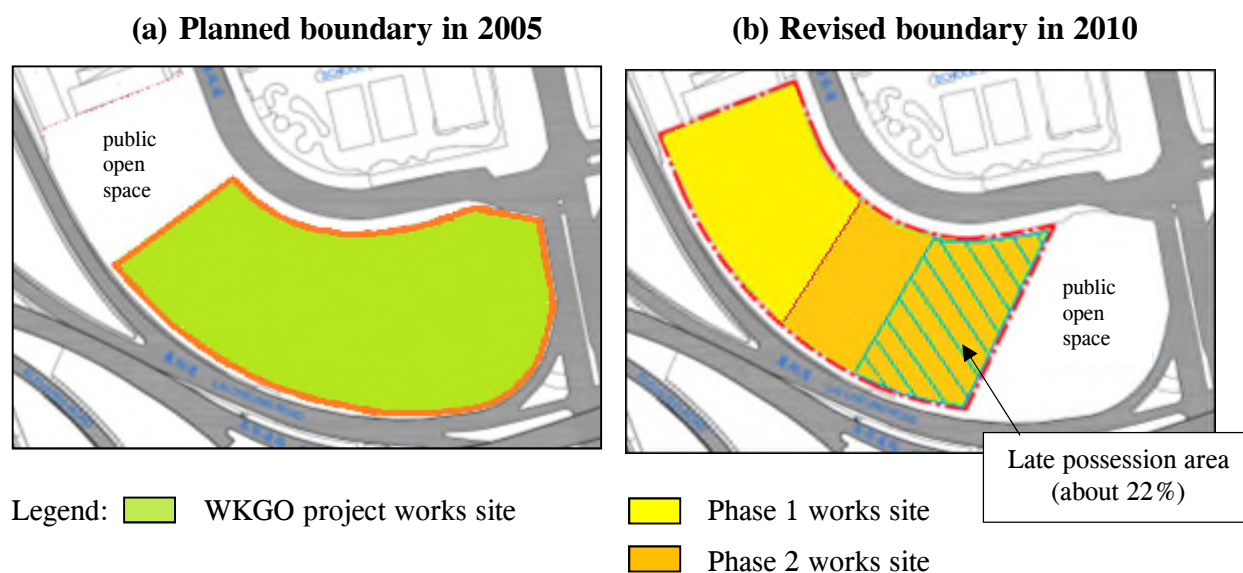 (a) Planned boundary in 2005
(b) Revised boundary in 2010
public
open
space
public
open
space
Late possession area
(about 22%)
Legend:
WKGO project works site
Phase 1 works site
Phase 2 works site